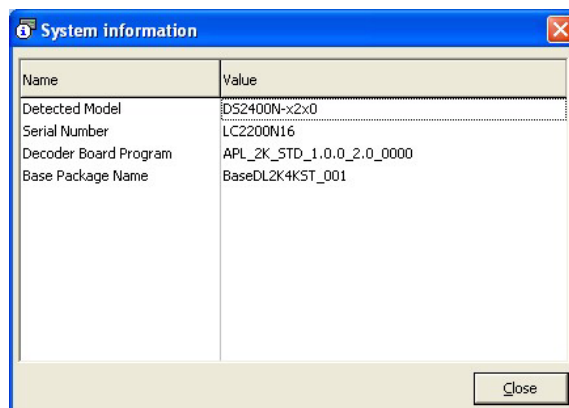 System information
Name Value
Detected Model DS2400N-x2x0
Serial Number LC2200N16
Decoder Board Program APL_2K_STD_1.0.0_2.0_0000
Base Package Name BaseDL2K4KST_001
Close